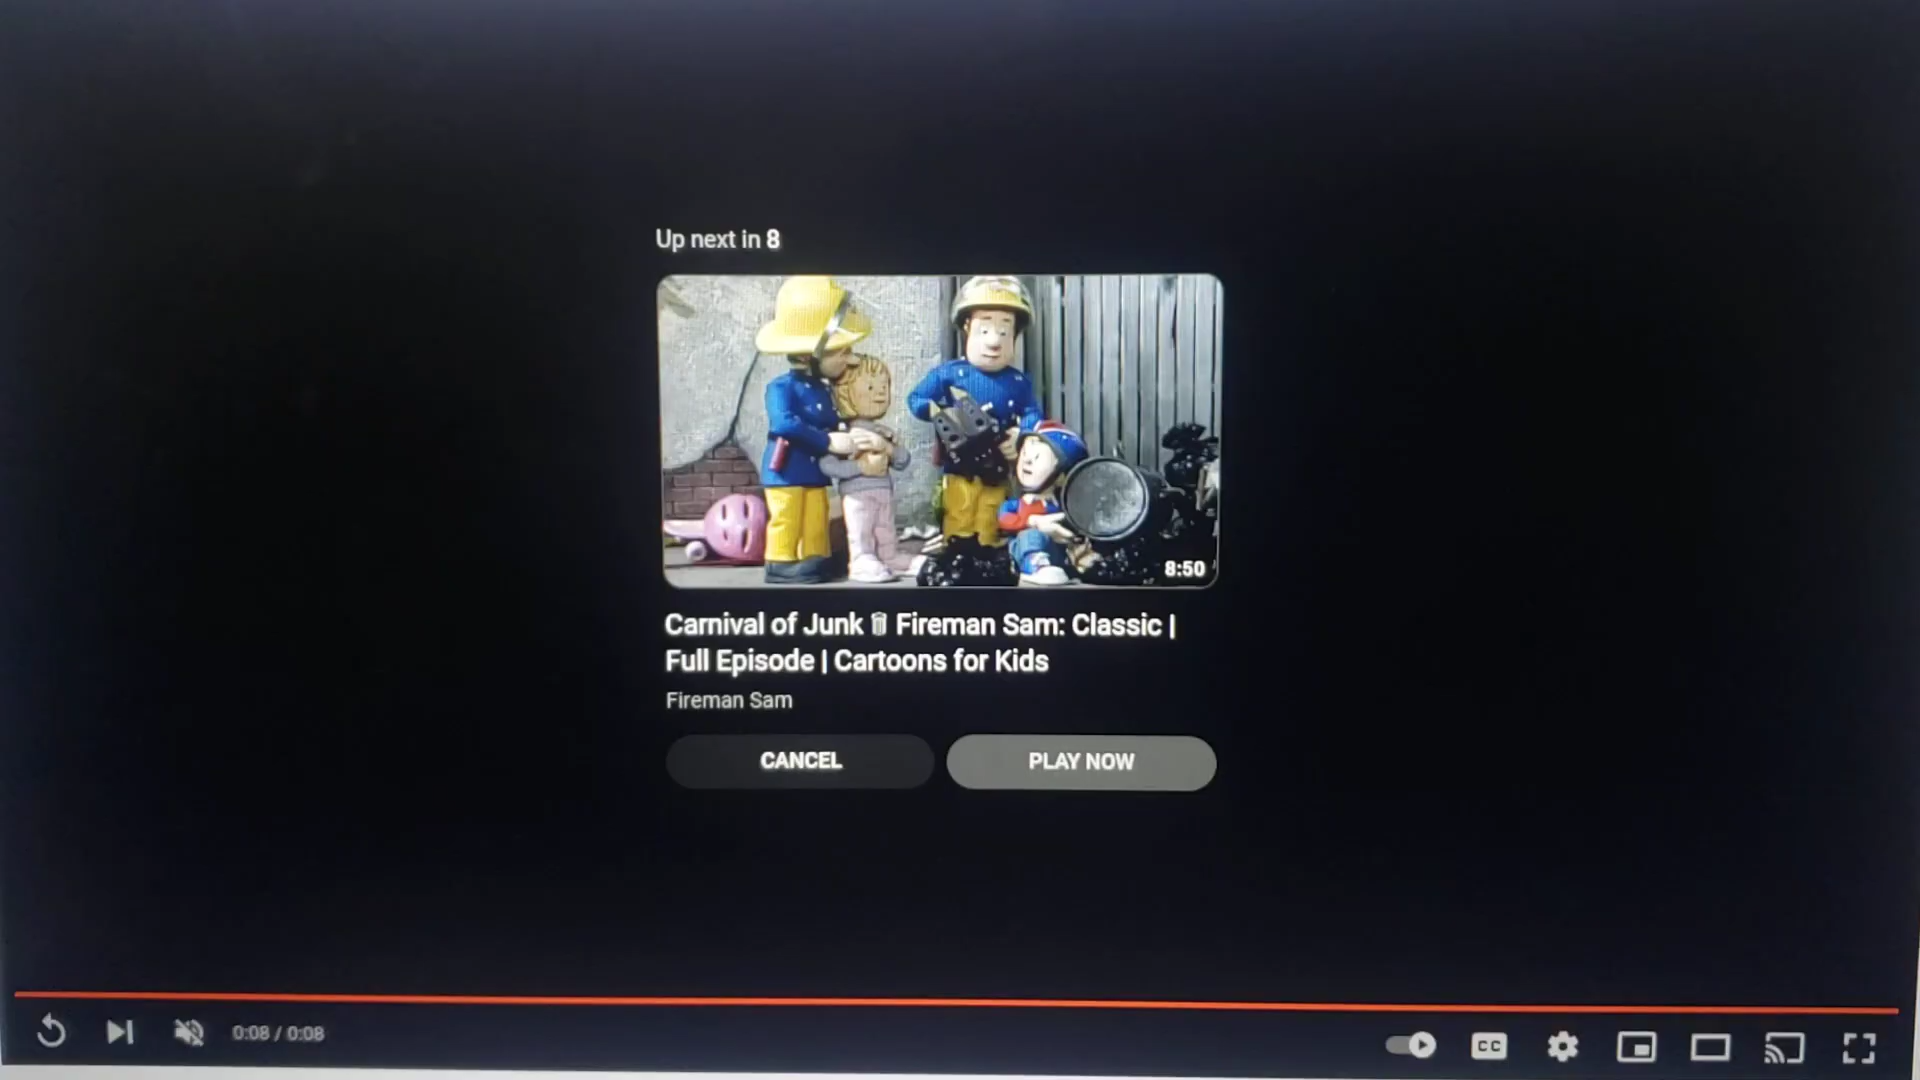 Up next in 8
8:50
Carnival of Junk 🗑 Fireman Sam: Classic |
Full Episode | Cartoons for Kids
Fireman Sam
CANCEL
PLAY NOW
0:08 / 0:08
CC